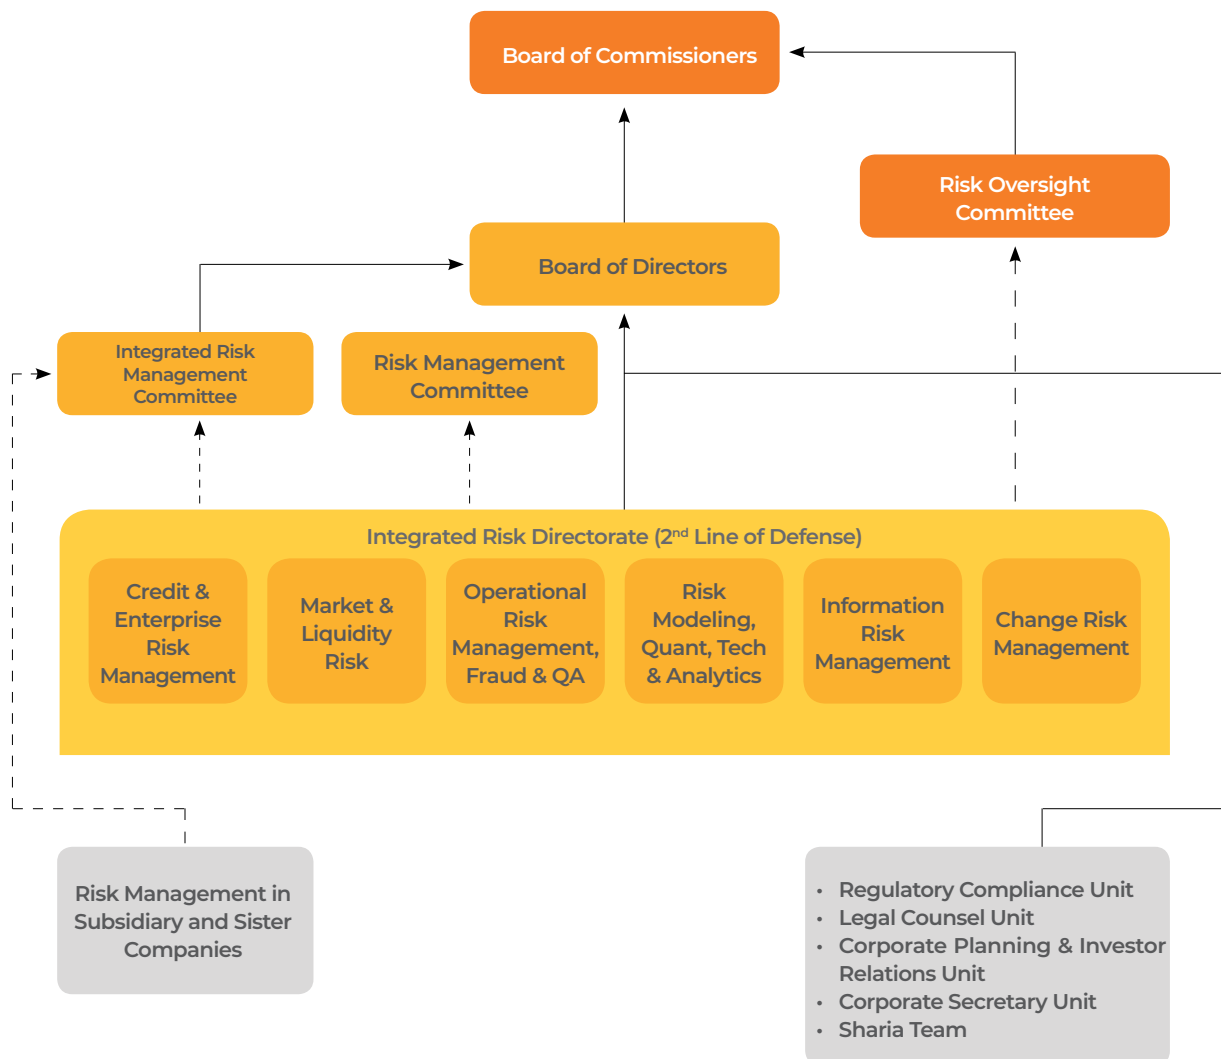 Board of Commissioners
Risk Oversight
Committee
Board of Directors
Integrated Risk
Management
Committee
Risk Management
Committee
Integrated Risk Directorate (2nd Line of Defense)
Credit &
Enterprise
Risk
Management
Market &
Liquidity
Risk
Operational
Risk
Management,
Fraud & QA
Risk
Modeling,
Quant, Tech
& Analytics
Information
Risk
Management
Change Risk
Management
Risk Management in
Subsidiary and Sister
Companies
• Regulatory Compliance Unit
• Legal Counsel Unit
• Corporate Planning & Investor
Relations Unit
• Corporate Secretary Unit
• Sharia Team